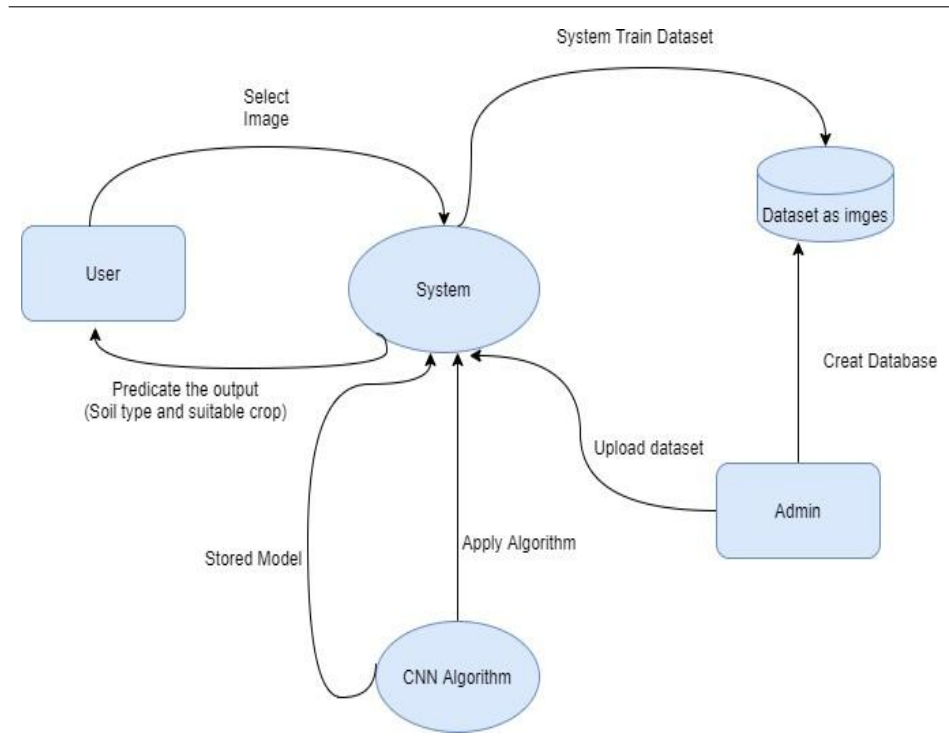 System Train Dataset
Select
Image
Dataset as imges
User
System
Creat Database
Predicate the output
(Soil type and suitable crop)
Upload dataset
Admin
Stored Model
Apply Algorithm
CNN Algorithm